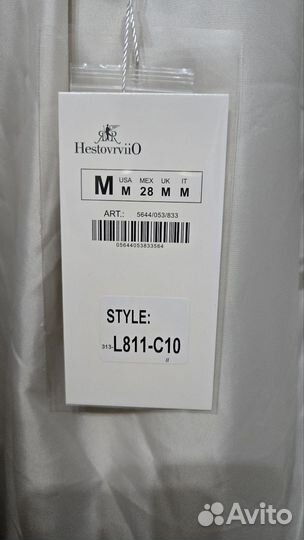 HestovrviiO
M USA MEX UK IT
M 28 M M
ART.: 5644/053/833
05644053833564
STYLE:
313-L811-C10
//
Avito